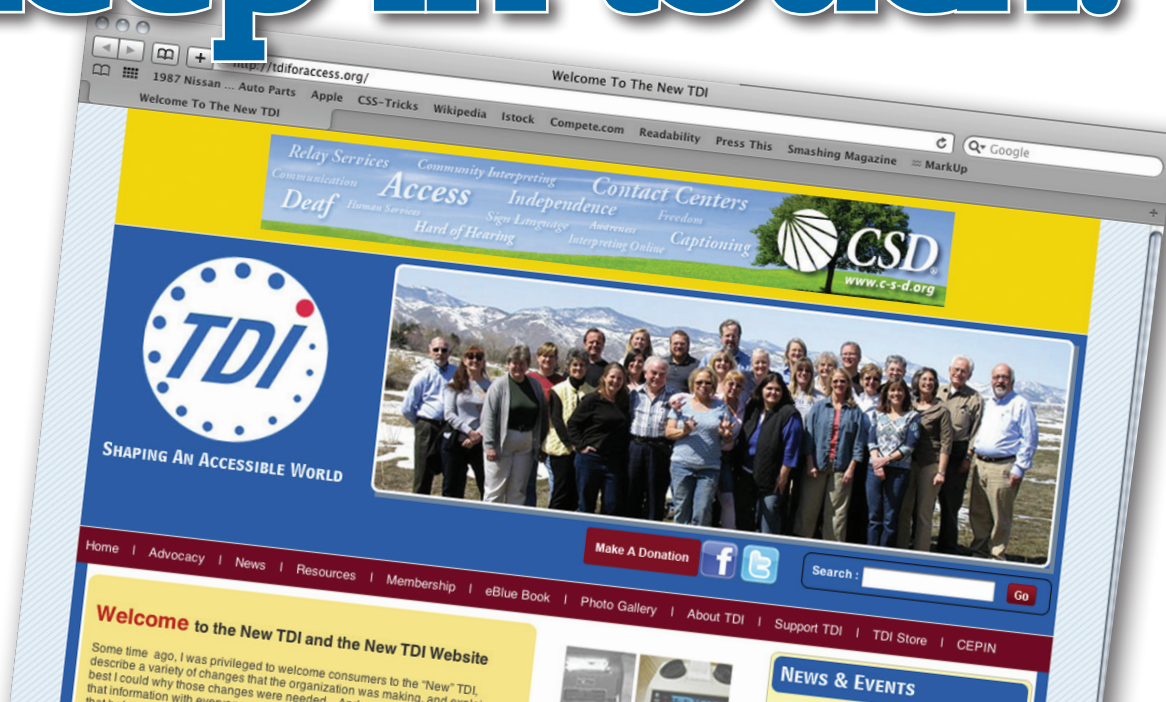 keep in touch!
Welcome To The New TDI
http://tdiforaccess.org/
Google
1987 Nissan ... Auto Parts Apple CSS-Tricks Wikipedia Istock Compete.com Readability Press This Smashing Magazine MarkUp
Welcome To The New TDI
Relay Services
Community Interpreting
Contact Centers
Communication
Access
Independence
Freedom
Deaf
Human Services
Sign Language
Awareness
Hard of Hearing
Interpreting Online
Captioning
CSD®
www.c-s-d.org
TDI
SHAPING AN ACCESSIBLE WORLD
Make A Donation
f
t
Search :
Go
Home | Advocacy | News | Resources | Membership | eBlue Book | Photo Gallery | About TDI | Support TDI | TDI Store | CEPIN
Welcome to the New TDI and the New TDI Website
Some time ago, I was privileged to welcome consumers to the "New" TDI,
describe a variety of changes that the organization was making, and
best I could why those changes were needed.
that information with
NEWS & EVENTS